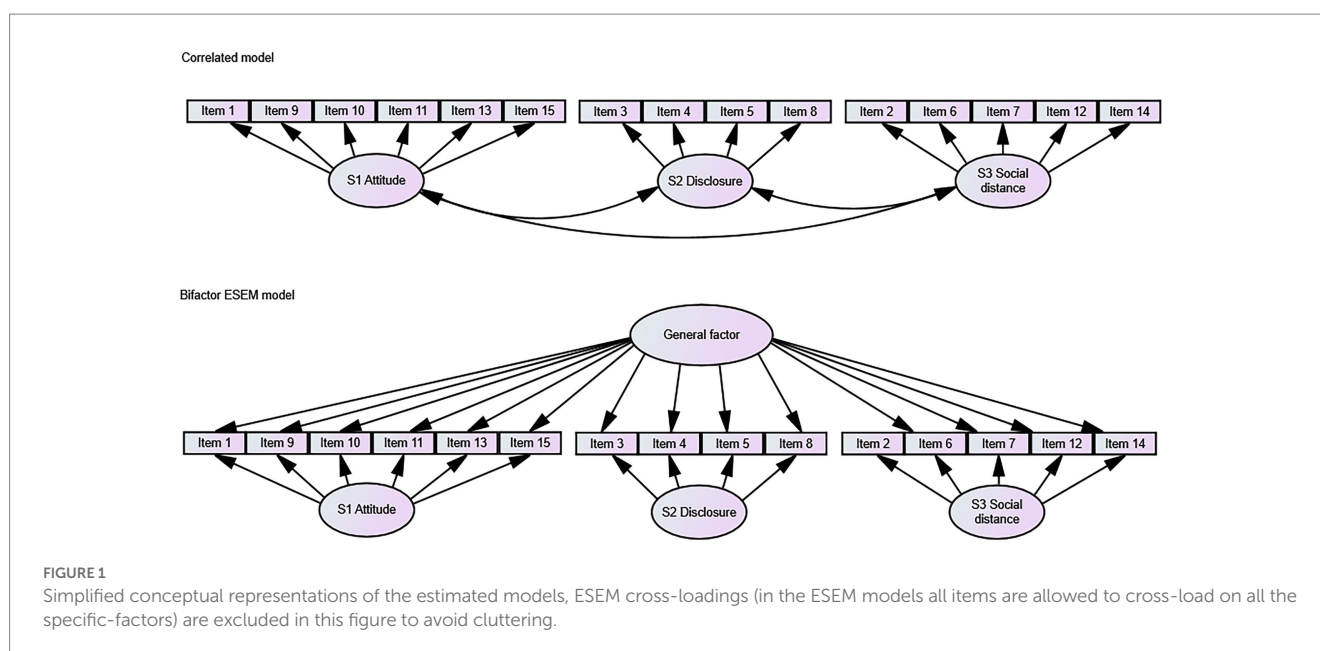 Correlated model
Item 1 Item 9 Item 10 Item 11 Item 13 Item 15 Item 3 Item 4 Item 5 Item 8 Item 2 Item 6 Item 7 Item 12 Item 14
S1 Attitude S2 Disclosure S3 Social
distance
Bifactor ESEM model
General factor
Item 1 Item 9 Item 10 Item 11 Item 13 Item 15 Item 3 Item 4 Item 5 Item 8 Item 2 Item 6 Item 7 Item 12 Item 14
S1 Attitude S2 Disclosure S3 Social
distance
FIGURE 1
Simplified conceptual representations of the estimated models, ESEM cross-loadings (in the ESEM models all items are allowed to cross-load on all the
specific-factors) are excluded in this figure to avoid cluttering.